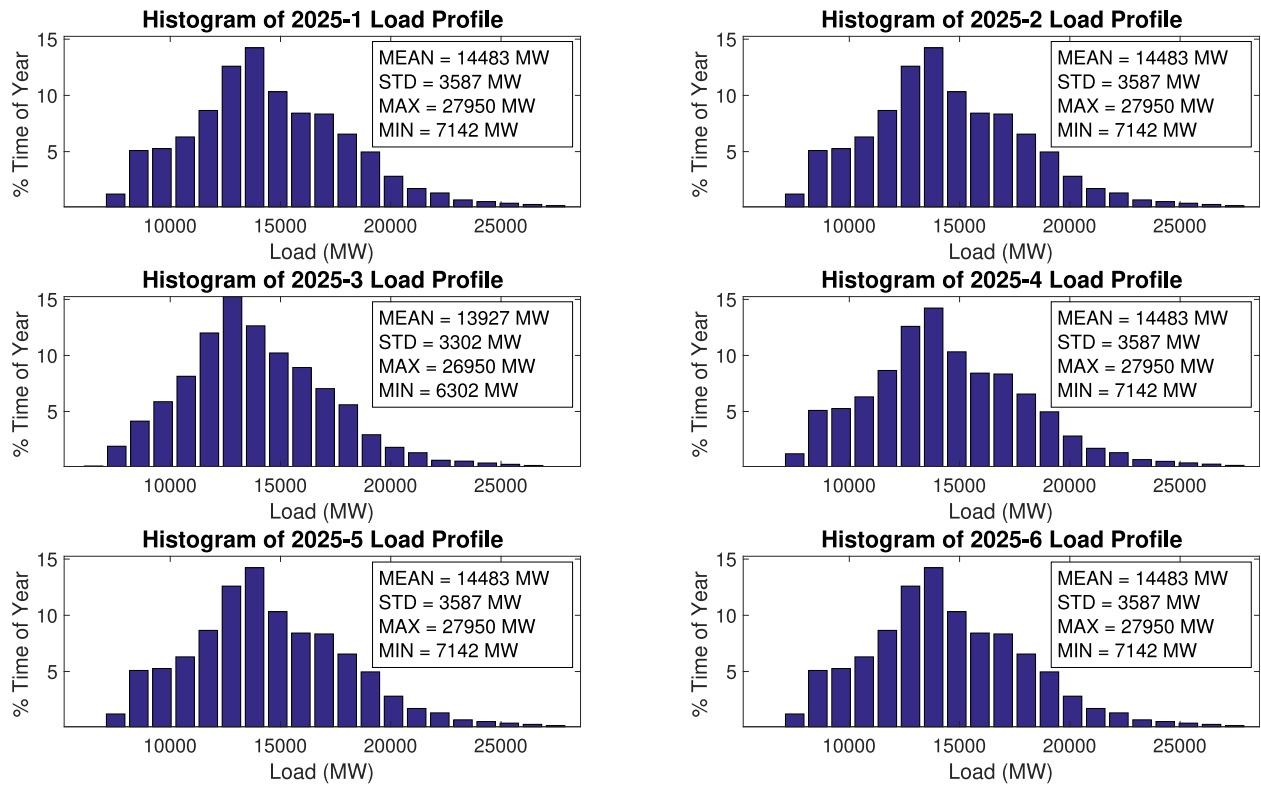 Histogram of 2025-1 Load Profile
% Time of Year
15
10
5
MEAN = 14483 MW
STD = 3587 MW
MAX = 27950 MW
MIN = 7142 MW
10000 15000 20000 25000
Load (MW)
Histogram of 2025-2 Load Profile
% Time of Year
15
10
5
MEAN = 14483 MW
STD = 3587 MW
MAX = 27950 MW
MIN = 7142 MW
10000 15000 20000 25000
Load (MW)
Histogram of 2025-3 Load Profile
% Time of Year
15
10
5
MEAN = 13927 MW
STD = 3302 MW
MAX = 26950 MW
MIN = 6302 MW
10000 15000 20000 25000
Load (MW)
Histogram of 2025-4 Load Profile
% Time of Year
15
10
5
MEAN = 14483 MW
STD = 3587 MW
MAX = 27950 MW
MIN = 7142 MW
10000 15000 20000 25000
Load (MW)
Histogram of 2025-5 Load Profile
% Time of Year
15
10
5
MEAN = 14483 MW
STD = 3587 MW
MAX = 27950 MW
MIN = 7142 MW
10000 15000 20000 25000
Load (MW)
Histogram of 2025-6 Load Profile
% Time of Year
15
10
5
MEAN = 14483 MW
STD = 3587 MW
MAX = 27950 MW
MIN = 7142 MW
10000 15000 20000 25000
Load (MW)